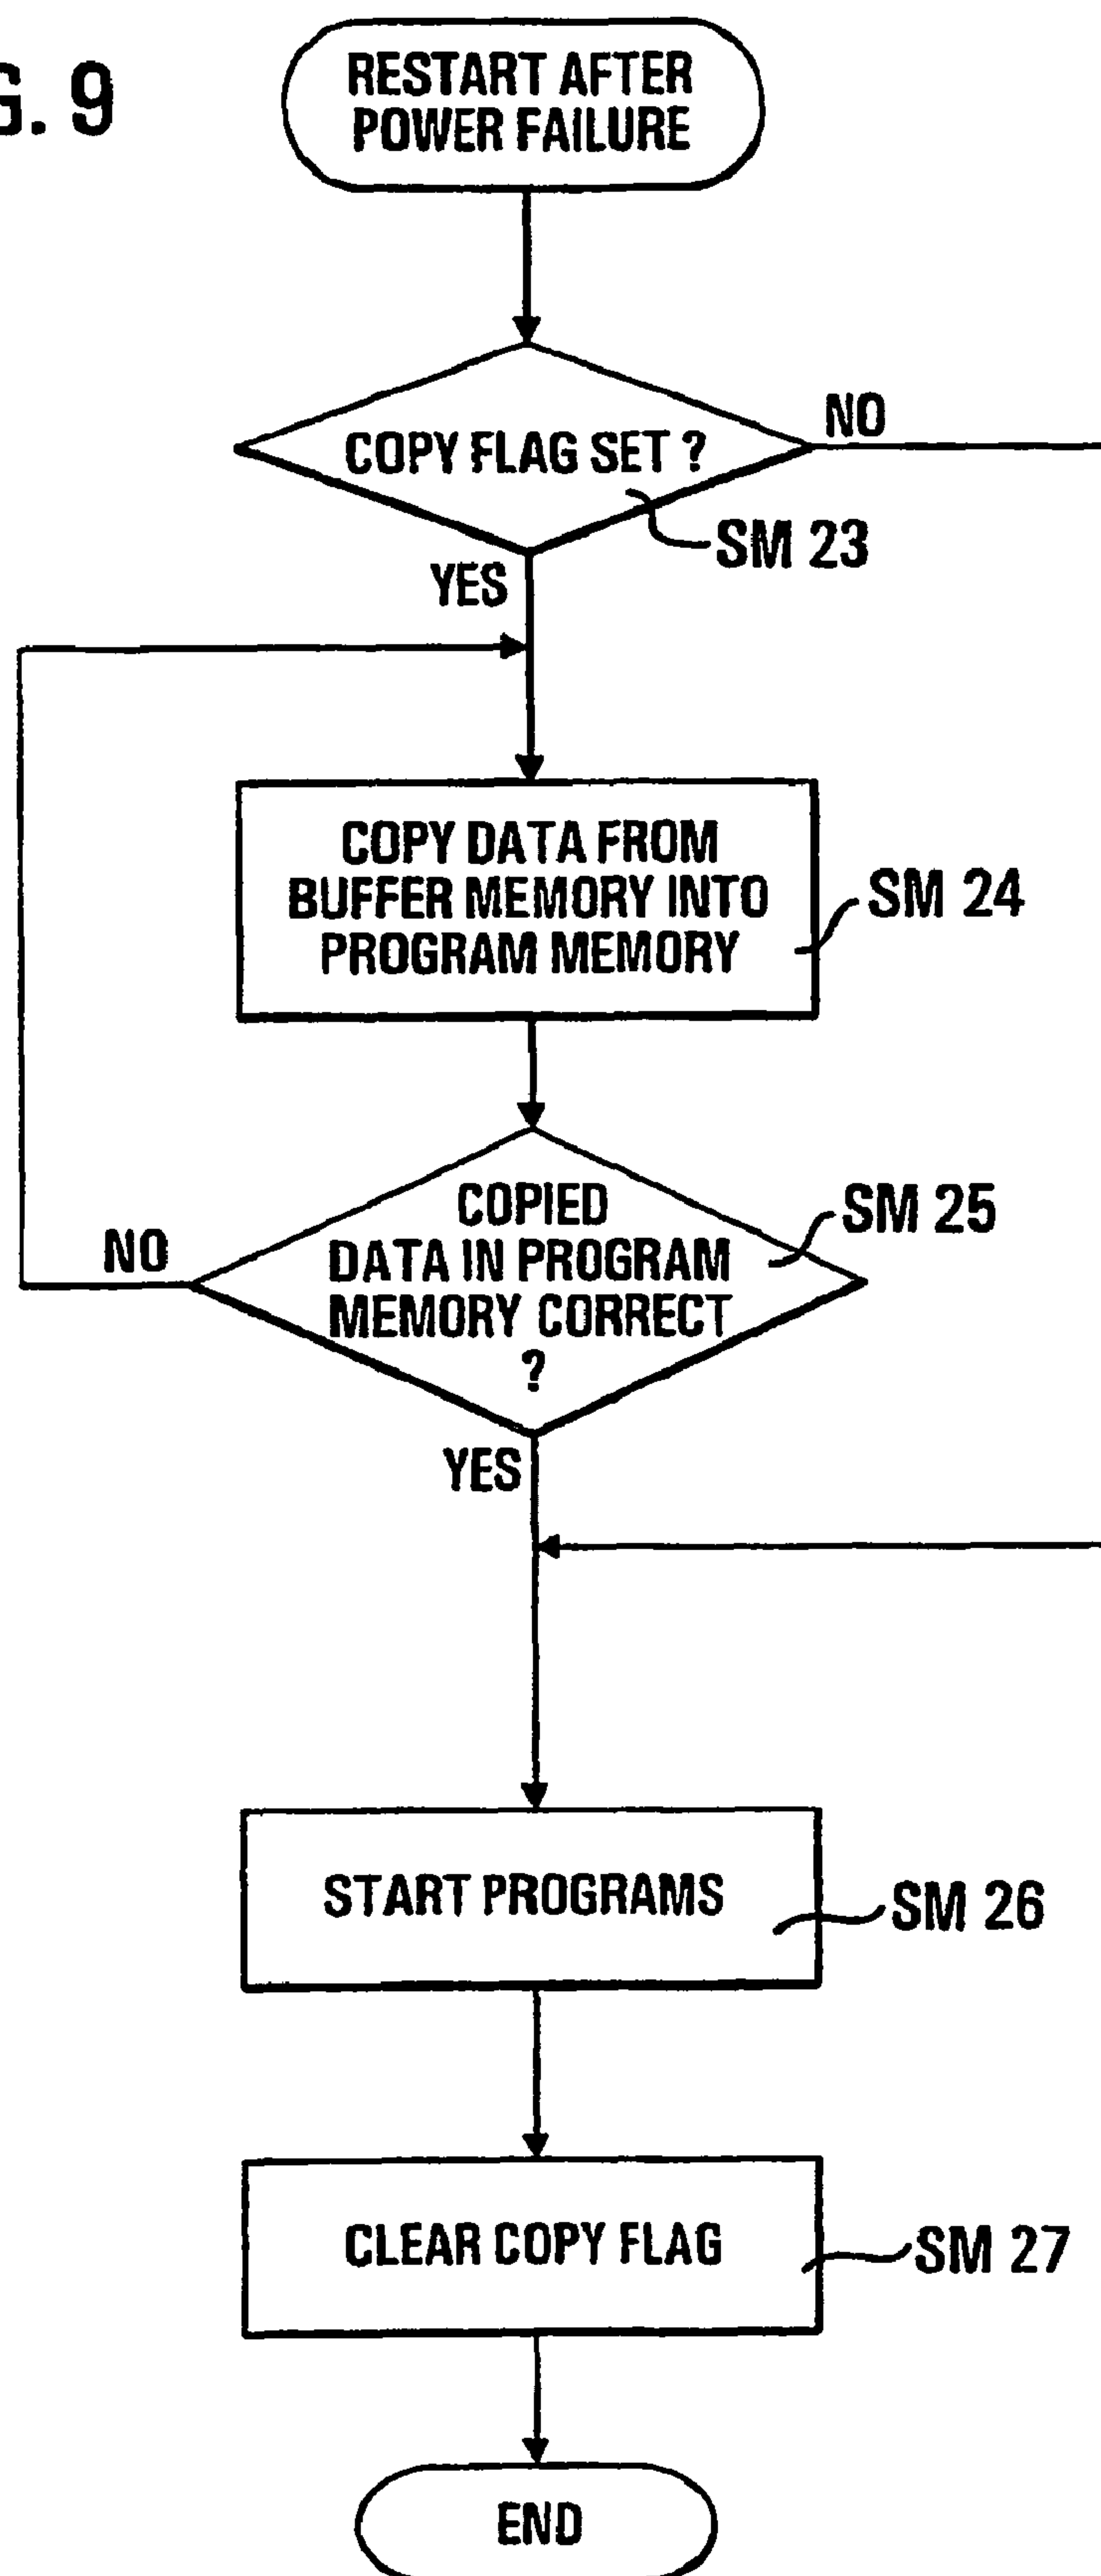 G. 9
RESTART AFTER
POWER FAILURE
COPY FLAG SET ?
NO
SM 23
YES
COPY DATA FROM
BUFFER MEMORY INTO
PROGRAM MEMORY
SM 24
COPIED
DATA IN PROGRAM
MEMORY CORRECT
?
SM 25
NO
YES
START PROGRAMS
SM 26
CLEAR COPY FLAG
SM 27
END